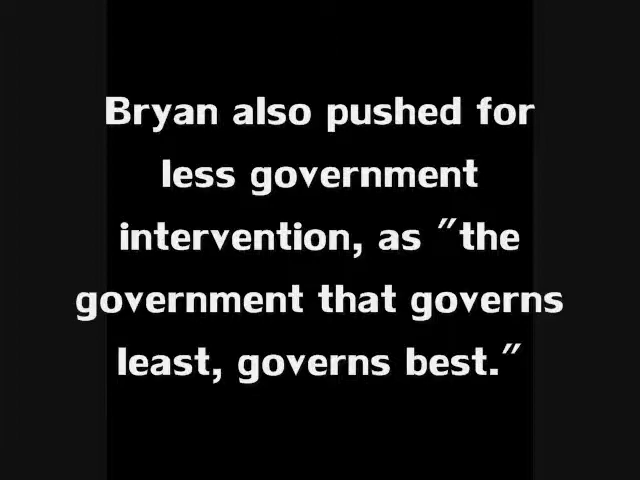 Bryan also pushed for
less government
intervention, as "the
government that governs
least, governs best."